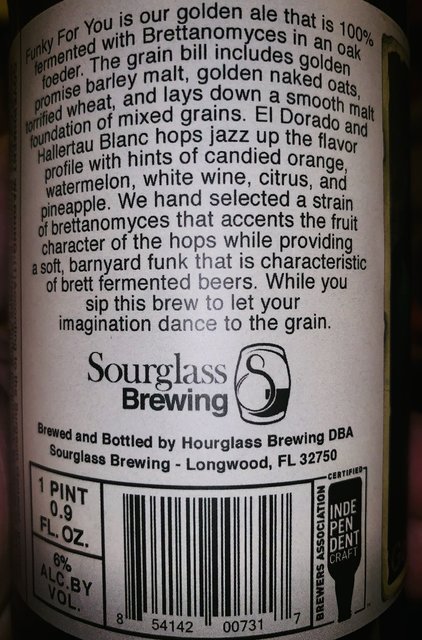 Funky For You is our golden ale that is 100%
fermented with Brettanomyces in an oak
foeder. The grain bill includes golden
promise barley malt, golden naked oats,
torrified wheat, and lays down a smooth malt
foundation of mixed grains. El Dorado and
Hallertau Blanc hops jazz up the flavor
profile with hints of candied orange,
watermelon, white wine, citrus, and
pineapple. We hand selected a strain
of brettanomyces that accents the fruit
character of the hops while providing
a soft, barnyard funk that is characteristic
of brett fermented beers. While you
sip this brew to let your
imagination dance to the grain.
Sourglass
Brewing
S
Brewed and Bottled by Hourglass Brewing DBA
Sourglass Brewing - Longwood, FL 32750
1 PINT
0.9
FL. OZ.
6%
ALC.BY
VOL.
8 54142 00731 7
BREWERS ASSOCIATION
CERTIFIED
INDE
PEN
DENT
CRAFT